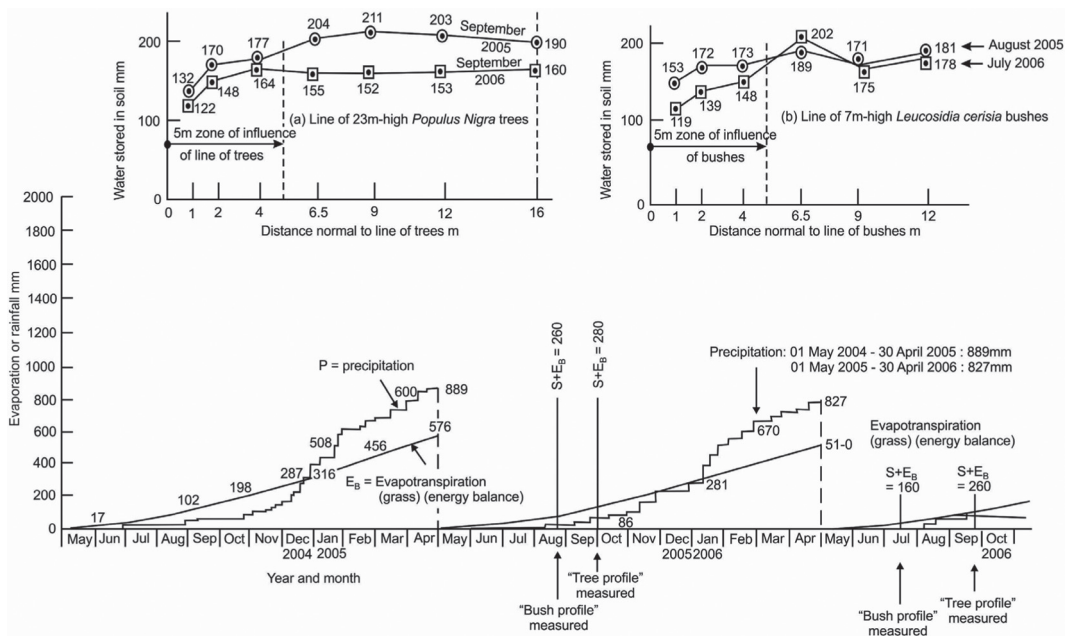 Water stored in soil mm
200
100
0
132
170
177
204
211
203
190
122
148
164
155
152
153
160
September
2005
September
2006
(a) Line of 23m-high Populus Nigra trees
5m zone of influence
of line of trees
0 1 2 4 6.5 9 12 16
Distance normal to line of trees m
Water stored in soil mm
200
100
0
153
172
173
202
171
181
119
139
148
189
175
178
August 2005
July 2006
(b) Line of 7m-high Leucosidia cerisia bushes
5m zone of influence
of bushes
0 1 2 4 6.5 9 12
Distance normal to line of bushes m
Evaporation or rainfall mm
2000
1800
1600
1400
1200
1000
800
600
400
200
0
P = precipitation
600
889
508
576
456
287
316
198
102
17
EB = Evapotranspiration
(grass) (energy balance)
S+EB = 260
S+EB = 280
Precipitation: 01 May 2004 - 30 April 2005 : 889mm
01 May 2005 - 30 April 2006 : 827mm
827
670
51-0
281
86
Evapotranspiration
(grass) (energy balance)
S+EB
= 160
S+EB
= 260
May Jun Jul Aug Sep Oct Nov Dec Jan Feb Mar Apr May Jun Jul Aug Sep Oct Nov Dec Jan Feb Mar Apr May Jun Jul Aug Sep Oct
2004 2005
2005 2006
2006
Year and month
"Bush profile"
measured
"Tree profile"
measured
"Bush profile"
measured
"Tree profile"
measured